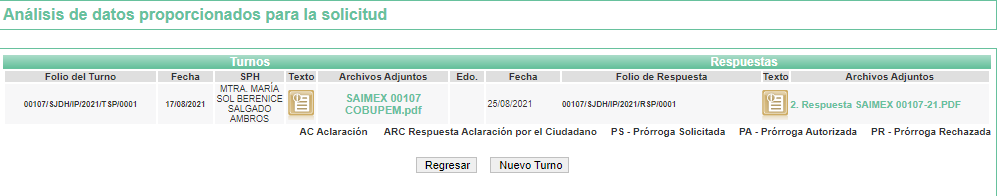 Análisis de datos proporcionados para la solicitud
Turnos Respuestas
Folio del Turno Fecha SPH Texto Archivos Adjuntos Edo. Fecha Folio de Respuesta Texto Archivos Adjuntos
00107/SJDH/IP/2021/TSP/0001 17/08/2021 MTRA. MARÍA
SOL BERENICE
SALGADO
AMBROS
SAIMEX 00107
COBUPEM.pdf
25/08/2021 00107/SJDH/IP/2021/RSP/0001 2. Respuesta SAIMEX 00107-21.PDF
AC Aclaración ARC Respuesta Aclaración por el Ciudadano PS - Prórroga Solicitada PA - Prórroga Autorizada PR - Prórroga Rechazada
Regresar Nuevo Turno